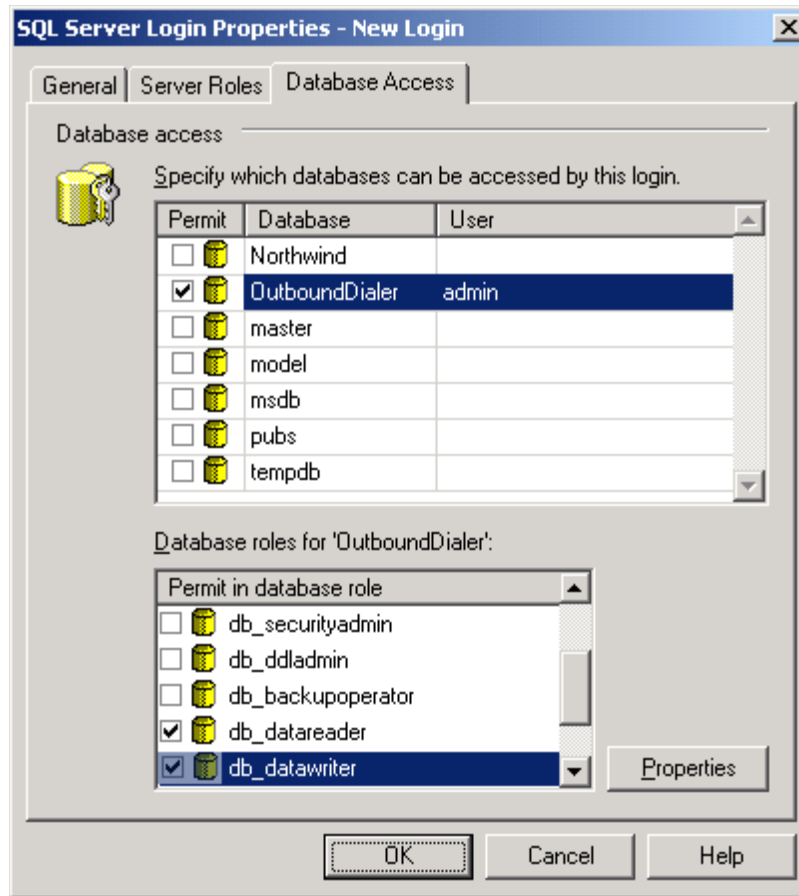 SQL Server Login Properties - New Login
General Server Roles Database Access
Database access
Specify which databases can be accessed by this login.
Permit Database User
Northwind
OutboundDialer admin
master
model
msdb
pubs
tempdb
Database roles for 'OutboundDialer':
Permit in database role
db_securityadmin
db_ddladmin
db_backupoperator
db_datareader
db_datawriter
Properties
OK Cancel Help